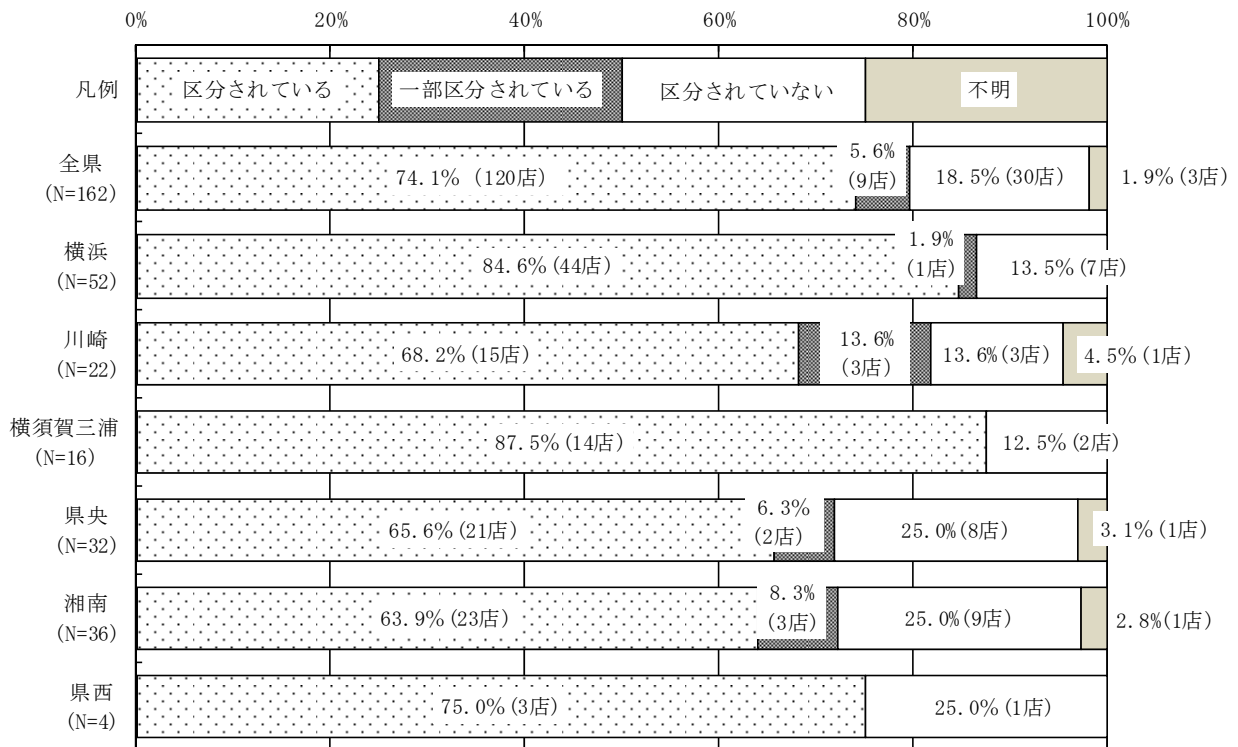 0% 20% 40% 60% 80% 100%
凡例 区分されている 一部区分されている 区分されていない 不明
全県
(N=162)
74.1% (120店)
5.6%
(9店)
18.5%(30店)
1.9%(3店)
横浜
(N=52)
84.6%(44店)
1.9%
(1店)
13.5%(7店)
川崎
(N=22)
68.2%(15店)
13.6%
(3店)
13.6%(3店)
4.5%(1店)
横須賀三浦
(N=16)
87.5%(14店)
12.5%(2店)
県央
(N=32)
65.6%(21店)
6.3%
(2店)
25.0%(8店)
3.1%(1店)
湘南
(N=36)
63.9%(23店)
8.3%
(3店)
25.0%(9店)
2.8%(1店)
県西
(N=4)
75.0%(3店)
25.0%(1店)